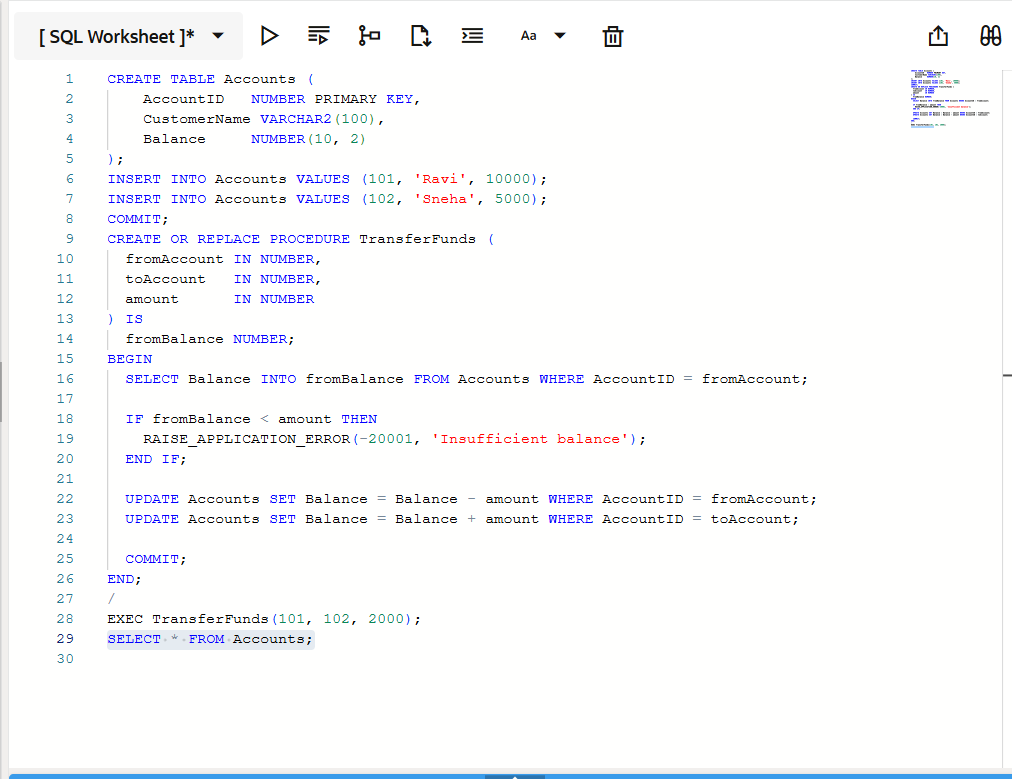 [ SQL Worksheet ]* Aa
1 CREATE TABLE Accounts (
2     AccountID   NUMBER PRIMARY KEY,
3     CustomerName VARCHAR2(100),
4     Balance     NUMBER(10, 2)
5 );
6 INSERT INTO Accounts VALUES (101, 'Ravi', 10000);
7 INSERT INTO Accounts VALUES (102, 'Sneha', 5000);
8 COMMIT;
9 CREATE OR REPLACE PROCEDURE TransferFunds (
10   fromAccount IN NUMBER,
11   toAccount   IN NUMBER,
12   amount      IN NUMBER
13 ) IS
14   fromBalance NUMBER;
15 BEGIN
16   SELECT Balance INTO fromBalance FROM Accounts WHERE AccountID = fromAccount;
17
18   IF fromBalance < amount THEN
19     RAISE_APPLICATION_ERROR(-20001, 'Insufficient balance');
20   END IF;
21
22   UPDATE Accounts SET Balance = Balance - amount WHERE AccountID = fromAccount;
23   UPDATE Accounts SET Balance = Balance + amount WHERE AccountID = toAccount;
24
25   COMMIT;
26 END;
27 /
28 EXEC TransferFunds(101, 102, 2000);
29 SELECT * FROM Accounts;
30